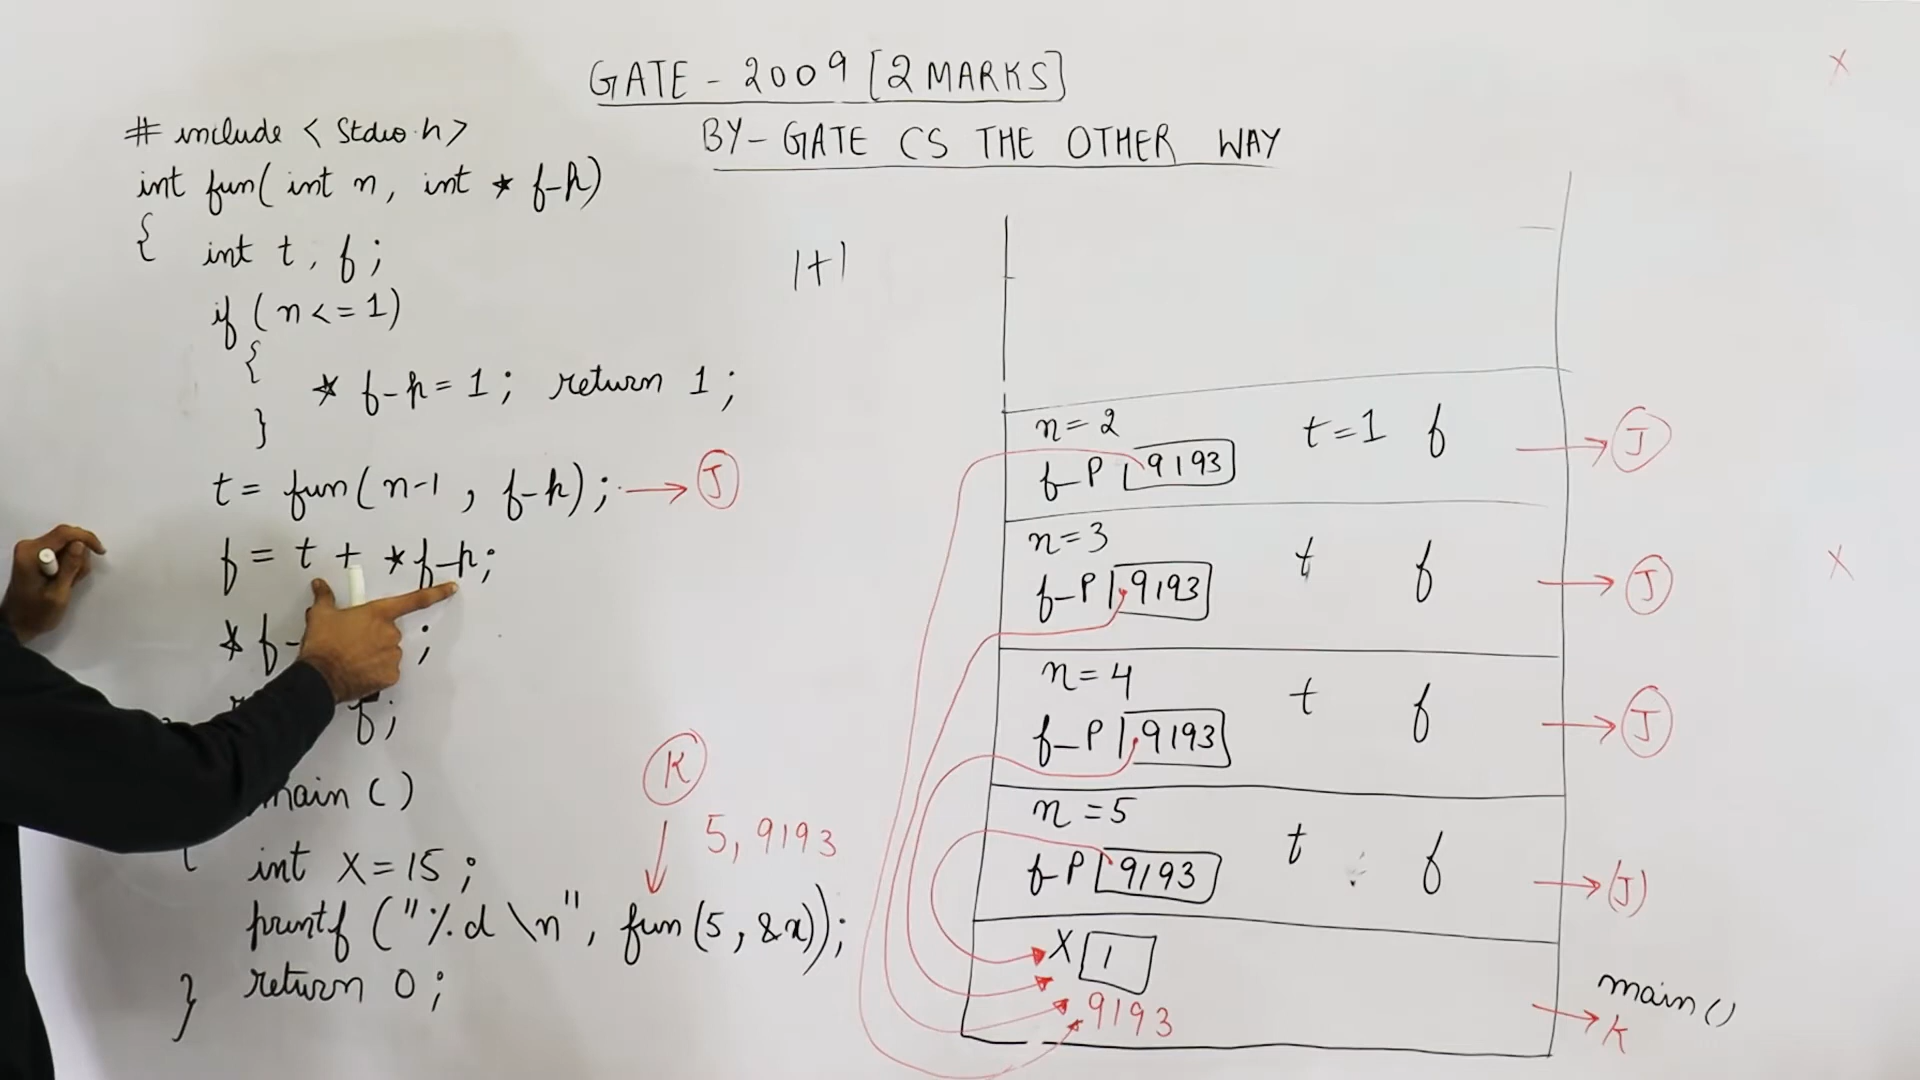 GATE - 2009 [2 MARKS]
BY - GATE CS THE OTHER WAY
# include < Stdio.h>
int fun( int n, int * f-p)
{ int t, f;
if ( n <= 1)
{
* f-p = 1; return 1;
}
t = fun( n-1 , f-p); → J
f = t + * f-p;
* f- ;
f;
main ( )
int X = 15 ;
printf ("%d \n", fun(5, &x));
} return 0 ;
K
5, 9193
1+1
n = 2 t = 1 f → J
f-P 9193
n = 3 t f → J
f-P 9193
n = 4 t f → J
f-P 9193
n = 5 t f → (J)
f-P 9193
X 1
9193
main ()
K
X
X